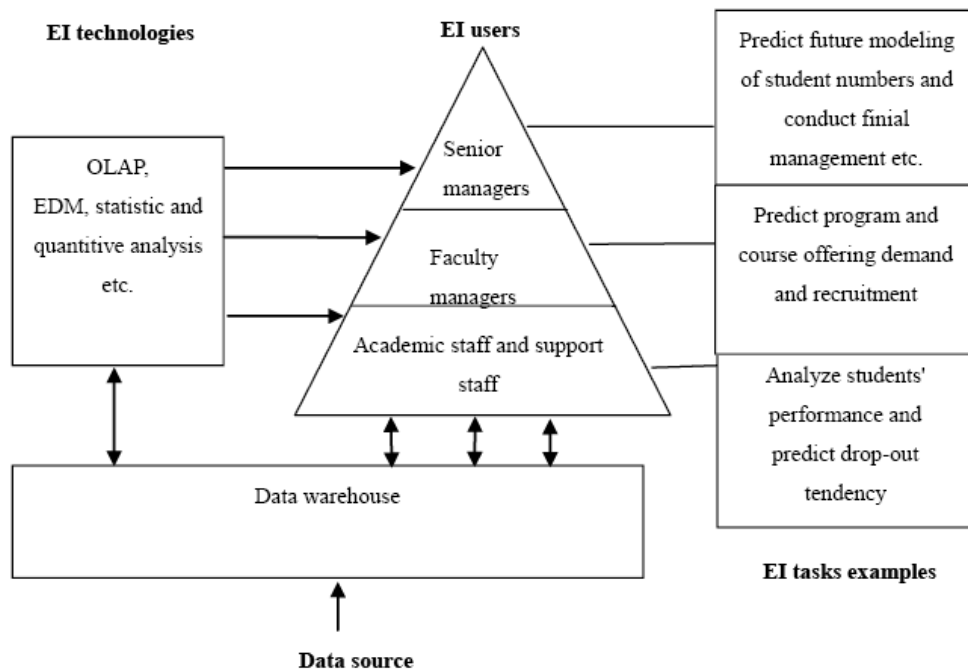 EI technologies
EI users
OLAP,
EDM, statistic and
quantitive analysis
etc.
Senior
managers
Faculty
managers
Academic staff and support
staff
Predict future modeling
of student numbers and
conduct finial
management etc.
Predict program and
course offering demand
and recruitment
Analyze students'
performance and
predict drop-out
tendency
EI tasks examples
Data warehouse
Data source